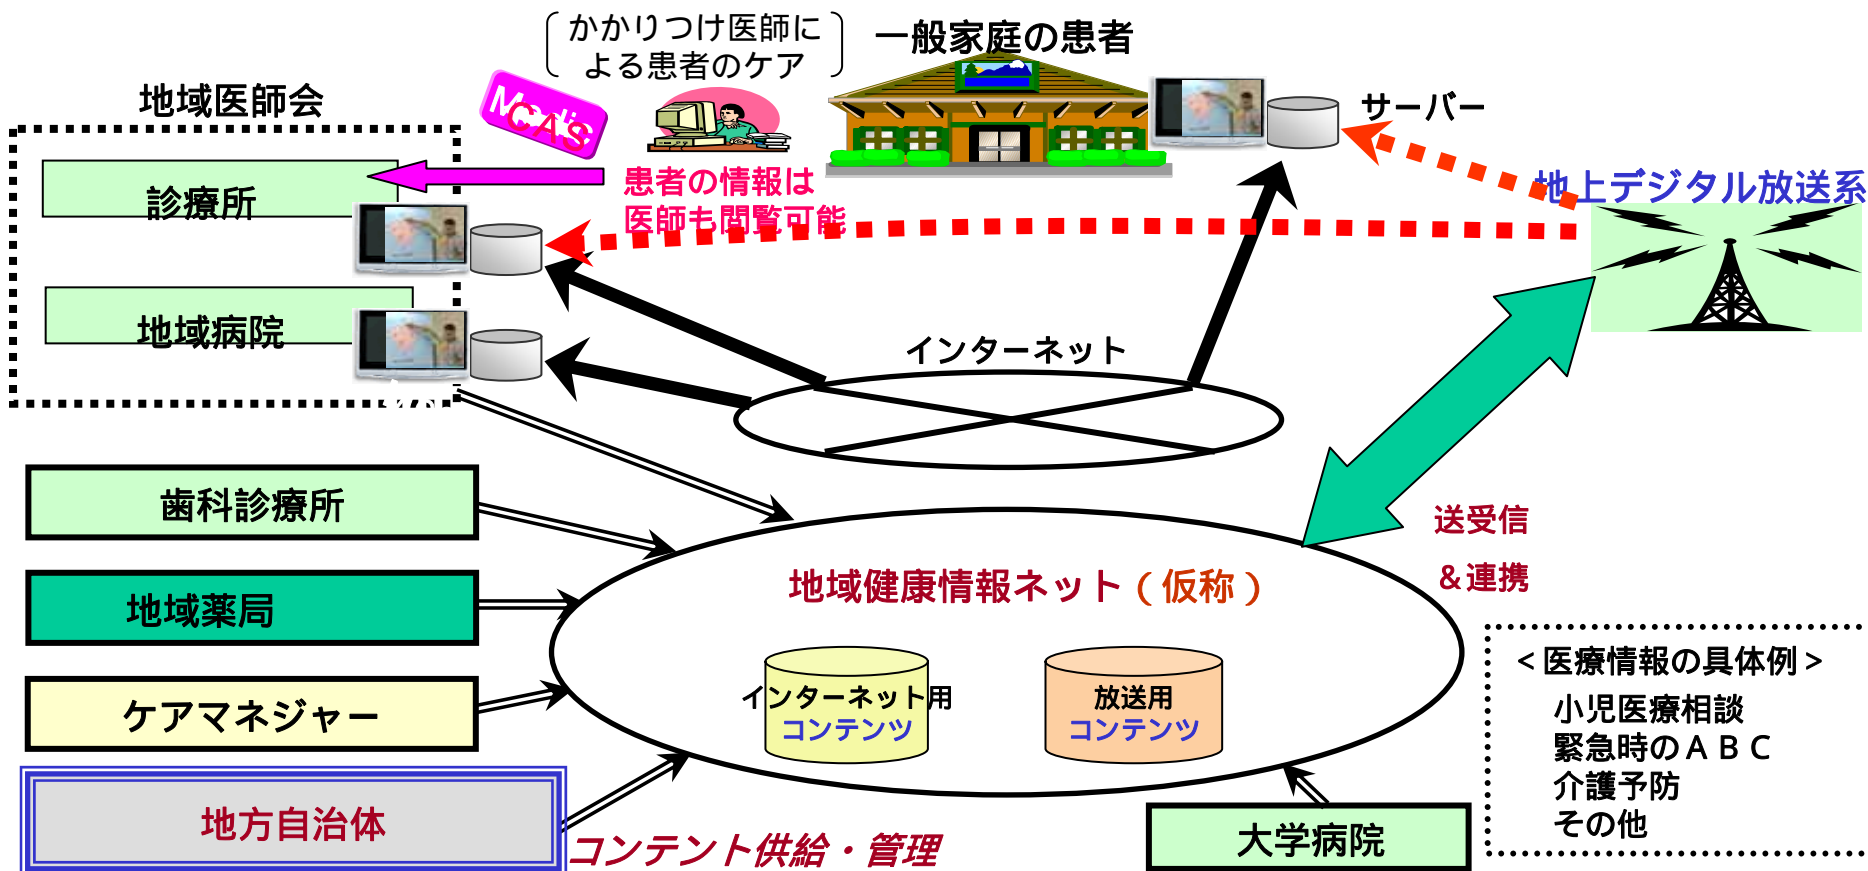 かかりつけ医師に
よる患者のケア
一般家庭の患者
地域医師会
Medic
CAS
サーバー
患者の情報は
医師も閲覧可能
地上デジタル放送系
診療所
地域病院
インターネット
歯科診療所
送受信
＆連携
地域健康情報ネット（仮称）
地域薬局
＜医療情報の具体例＞
小児医療相談
緊急時のＡＢＣ
介護予防
その他
インターネット用
コンテンツ
放送用
コンテンツ
ケアマネジャー
地方自治体
コンテント供給・管理
大学病院